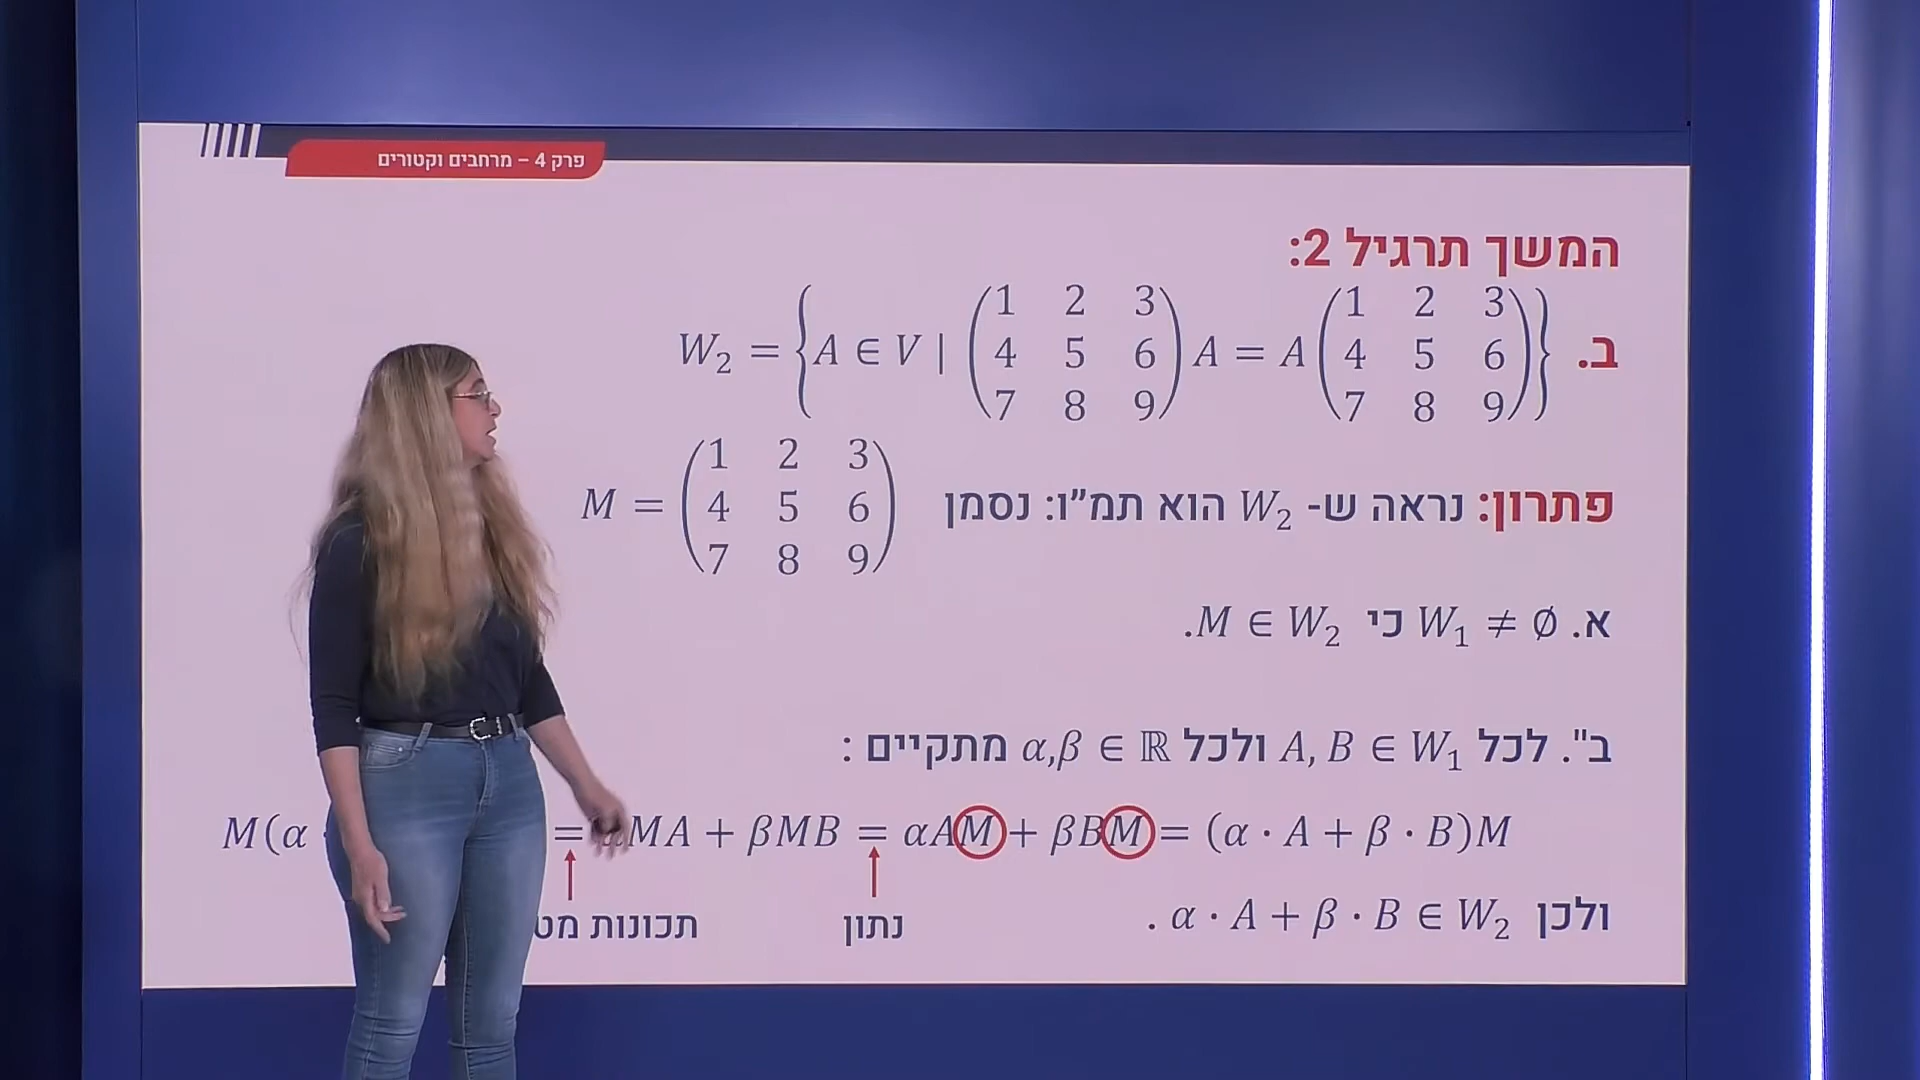 פרק 4 – מרחבים וקטורים
המשך תרגיל 2:
ב. W₂ = {A ∈ V | (1 2 3; 4 5 6; 7 8 9) A = A (1 2 3; 4 5 6; 7 8 9)}
פתרון: נראה ש- W₂ הוא תמ״ו: נסמן M = (1 2 3; 4 5 6; 7 8 9)
א. W₁ ≠ ∅ כי M ∈ W₂.
ב". לכל A, B ∈ W₁ ולכל α,β ∈ ℝ מתקיים :
M(α = αMA + βMB = αAM + βBM = (α · A + β · B)M
תכונות נתון
ולכן α · A + β · B ∈ W₂ .